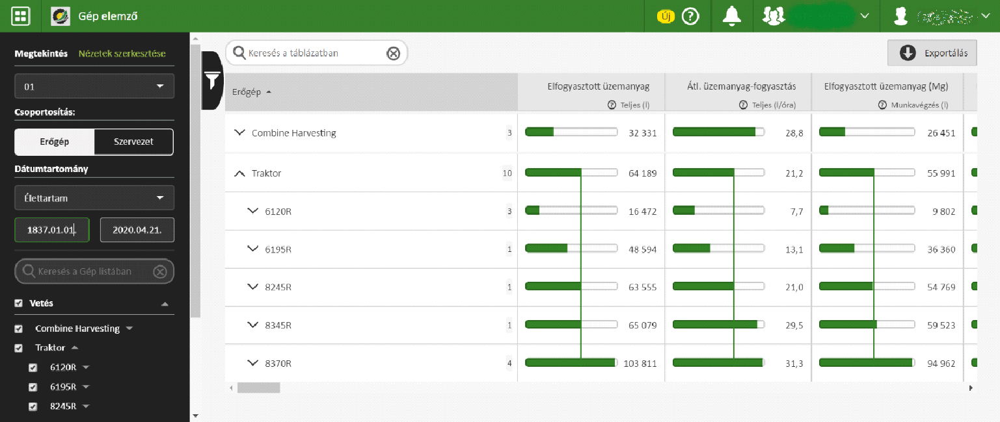 Gép elemző
Új
Megtekintés Nézetek szerkesztése
01
Csoportosítás:
Erőgép Szervezet
Dátumtartomány
Élettartam
1837.01.01. 2020.04.21.
Keresés a Gép listában
Vetés
Combine Harvesting
Traktor
6120R
6195R
8245R
Keresés a táblázatban
Exportálás
Erőgép Elfogyasztott üzemanyag Átl. üzemanyag-fogyasztás Elfogyasztott üzemanyag (Mg)
? Teljes (l) ? Teljes (l/óra) ? Munkavégzés (l)
Combine Harvesting 3 32 331 28,8 26 451
Traktor 10 64 189 21,2 55 991
6120R 3 16 472 7,7 9 802
6195R 1 48 594 13,1 36 360
8245R 1 63 555 21,0 54 769
8345R 1 65 079 29,5 59 523
8370R 4 103 811 31,3 94 962